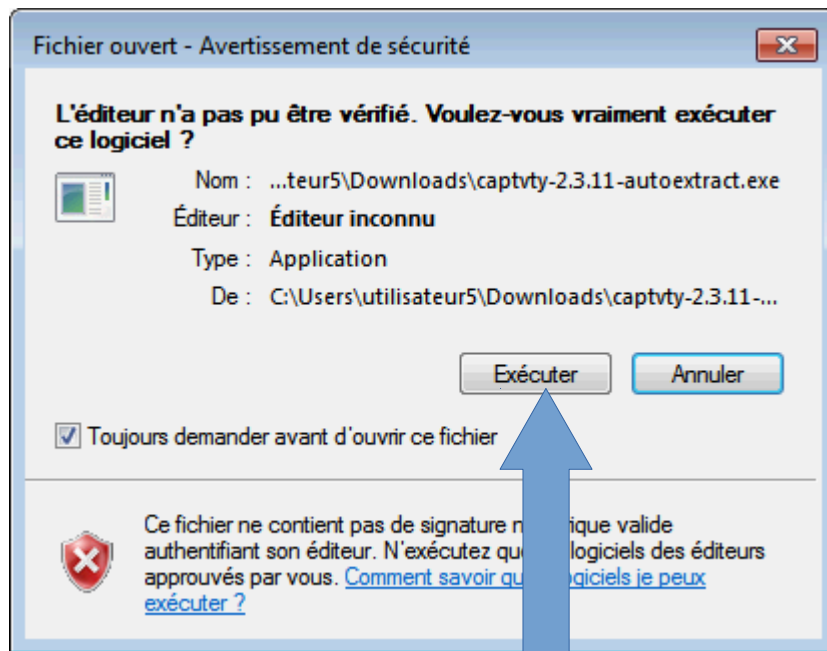 Fichier ouvert - Avertissement de sécurité
L'éditeur n'a pas pu être vérifié. Voulez-vous vraiment exécuter
ce logiciel ?
Nom : ...teur5\Downloads\captvty-2.3.11-autoextract.exe
Éditeur : Éditeur inconnu
Type : Application
De : C:\Users\utilisateur5\Downloads\captvty-2.3.11-...
Exécuter Annuler
Toujours demander avant d'ouvrir ce fichier
Ce fichier ne contient pas de signature valide
authentifiant son éditeur. N'exécutez logiciels des éditeurs
approuvés par vous. Comment savoir je peux
exécuter ?